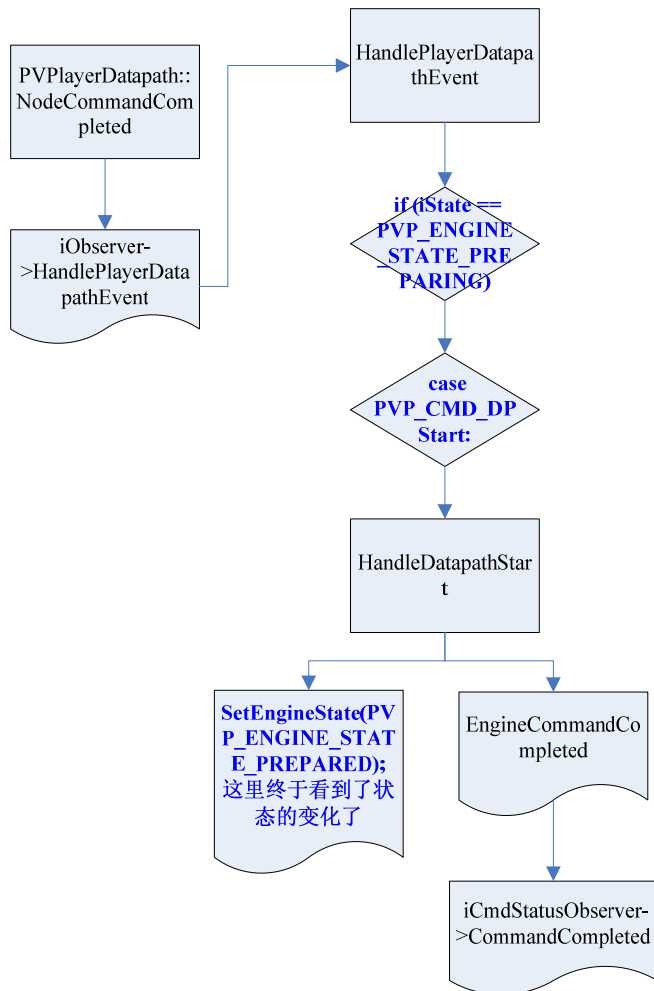 PVPlayerDatapath::
NodeCommandCom
pleted
iObserver-
>HandlePlayerData
pathEvent
HandlePlayerDatapa
thEvent
if (iState ==
PVP_ENGINE
_STATE_PRE
PARING)
case
PVP_CMD_DP
Start:
HandleDatapathStar
t
SetEngineState(PV
P_ENGINE_STAT
E_PREPARED);
这里终于看到了状
态的变化了
EngineCommandCo
mpleted
iCmdStatusObserver-
>CommandCompleted